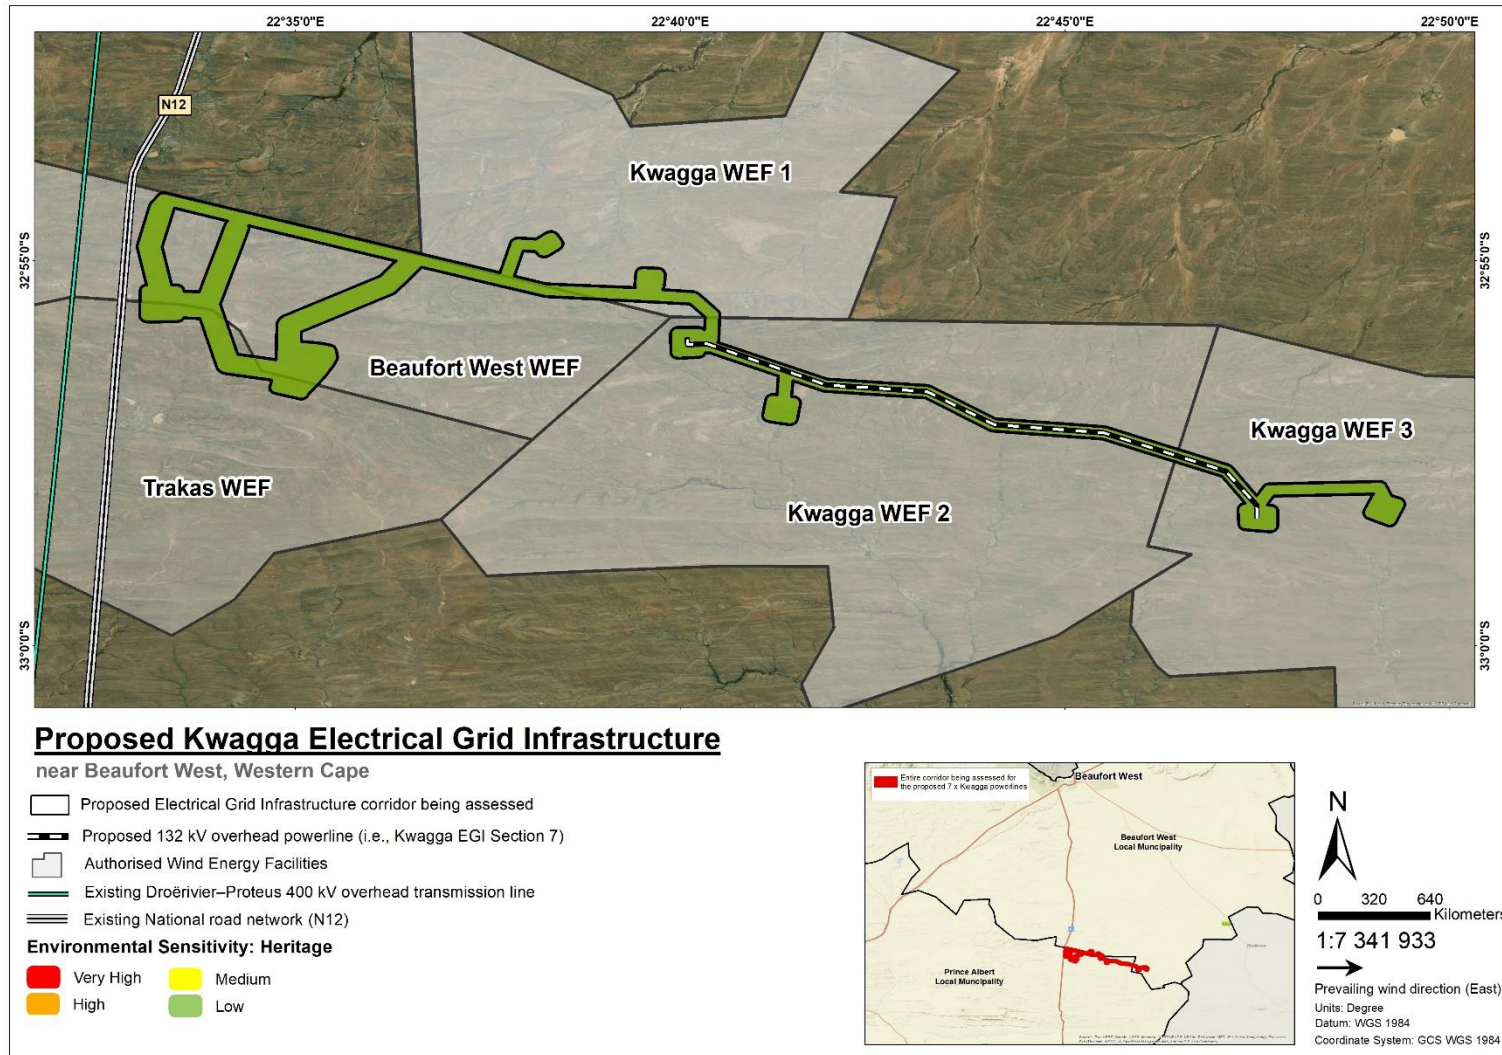 22°35'0"E
22°40'0"E
22°45'0"E
22°50'0"E
N12
Kwagga WEF 1
32°55'0"S
32°55'0"S
Beaufort West WEF
Kwagga WEF 3
Trakas WEF
Kwagga WEF 2
33°0'0"S
33°0'0"S
Proposed Kwagga Electrical Grid Infrastructure
near Beaufort West, Western Cape
Proposed Electrical Grid Infrastructure corridor being assessed
Proposed 132 kV overhead powerline (i.e., Kwagga EGI Section 7)
Authorised Wind Energy Facilities
Existing Droërivier–Proteus 400 kV overhead transmission line
Existing National road network (N12)
Environmental Sensitivity: Heritage
Very High
Medium
High
Low
Entire corridor being assessed for
the proposed 7 x Kwagga powerlines
Beaufort West
Beaufort West
Local Muncipality
Prince Albert
Local Muncipality
N
0 320 640
Kilometers
1:7 341 933
Prevailing wind direction (East)
Units: Degree
Datum: WGS 1984
Coordinate System: GCS WGS 1984